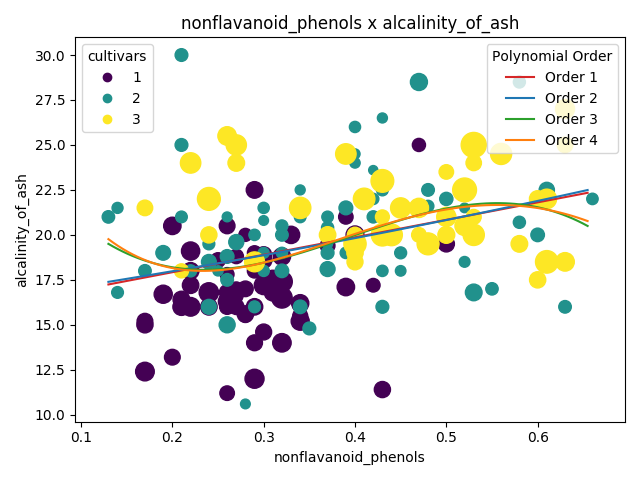 nonflavanoid_phenols x alcalinity_of_ash
cultivars
1
2
3
Polynomial Order
Order 1
Order 2
Order 3
Order 4
alcalinity_of_ash
30.0
27.5
25.0
22.5
20.0
17.5
15.0
12.5
10.0
0.1 0.2 0.3 0.4 0.5 0.6
nonflavanoid_phenols